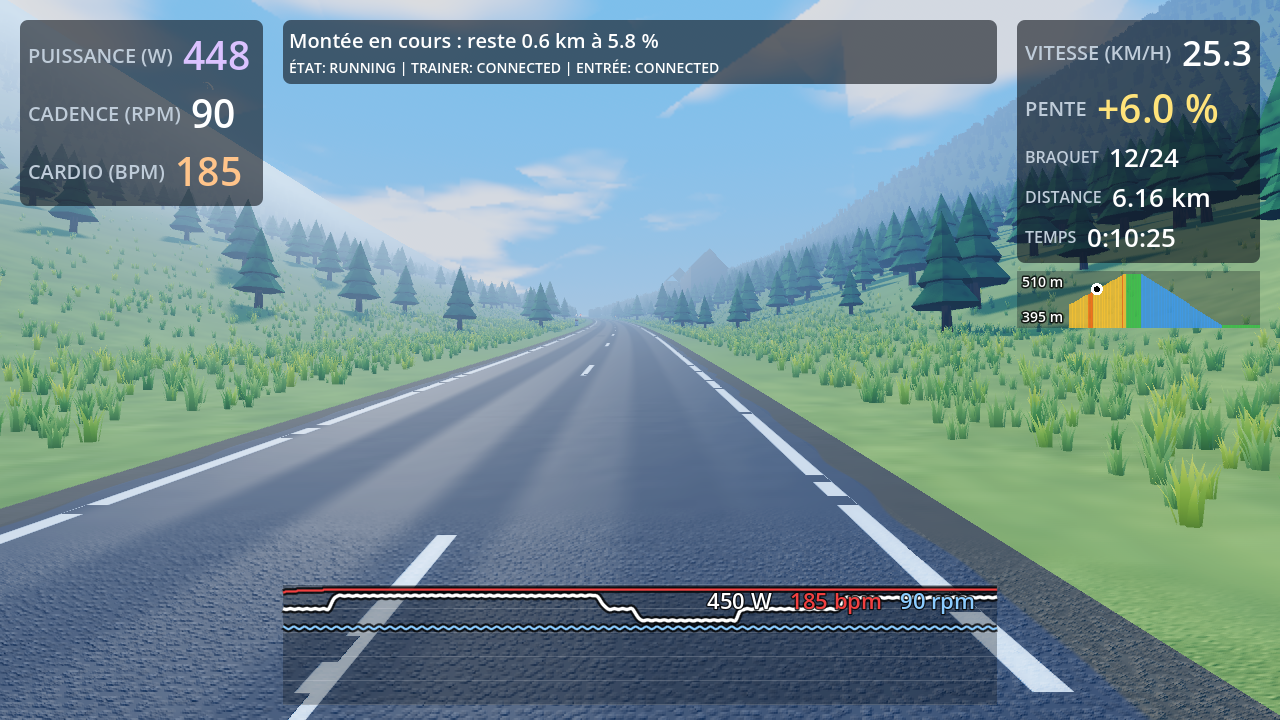 PUISSANCE (W) 448
CADENCE (RPM) 90
CARDIO (BPM) 185
Montée en cours : reste 0.6 km à 5.8 %
ÉTAT: RUNNING | TRAINER: CONNECTED | ENTRÉE: CONNECTED
VITESSE (KM/H) 25.3
PENTE +6.0 %
BRAQUET 12/24
DISTANCE 6.16 km
TEMPS 0:10:25
510 m
395 m
450 W 185 bpm 90 rpm